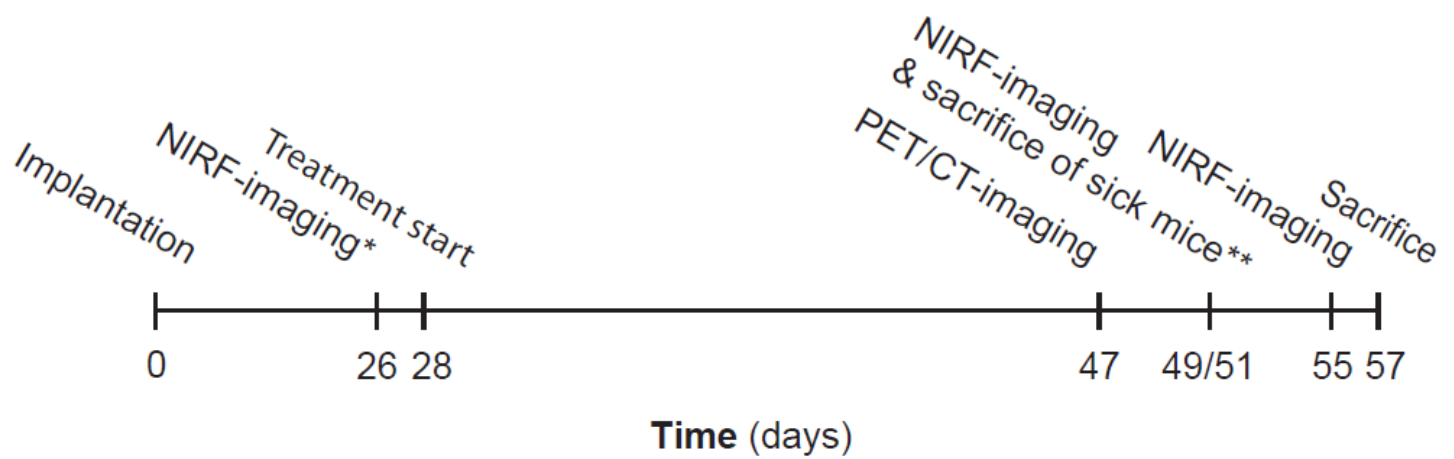 Implantation
NIRF-imaging*
Treatment start
PET/CT-imaging
NIRF-imaging
& sacrifice of sick mice**
NIRF-imaging
Sacrifice
0 26 28 47 49/51 55 57
Time (days)